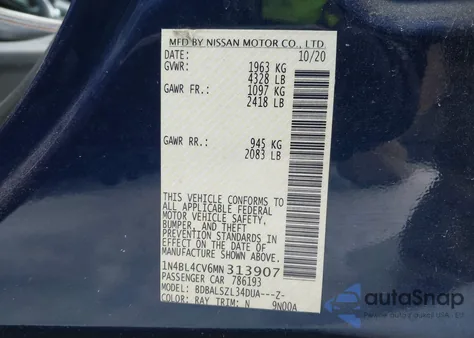 MFD BY NISSAN MOTOR CO., LTD.
DATE: 10/20
GVWR: 1963 KG
4328 LB
GAWR FR.: 1097 KG
2418 LB
GAWR RR.: 945 KG
2083 LB
THIS VEHICLE CONFORMS TO
ALL APPLICABLE FEDERAL
MOTOR VEHICLE SAFETY,
BUMPER, AND THEFT
PREVENTION STANDARDS IN
EFFECT ON THE DATE OF
MANUFACTURE SHOWN ABOVE.
1N4BL4CV6MN313907
PASSENGER CAR 786193
MODEL: BDBALSZL34DUA---Z-
COLOR: RAY TRIM: N 9N00A
autoSnap